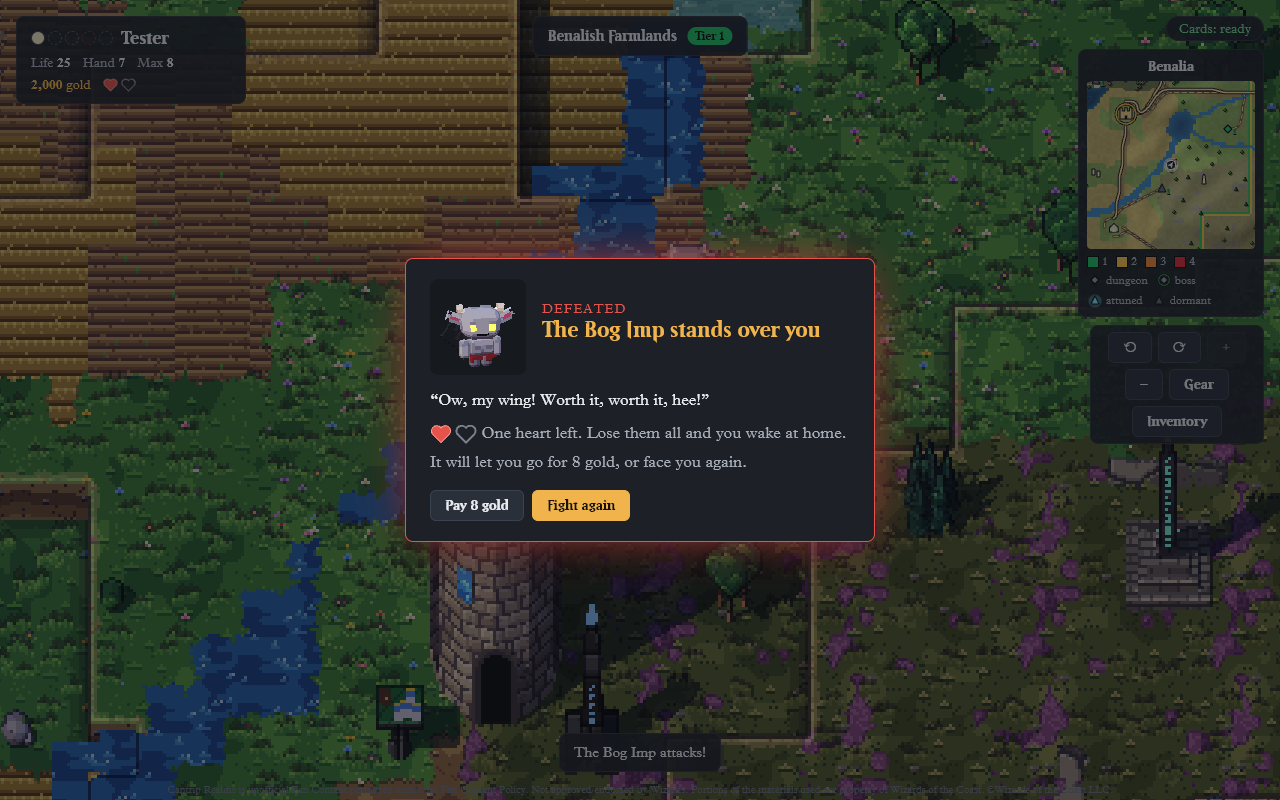 Tester
Life 25 Hand 7 Max 8
2,000 gold
Benalish Farmlands Tier 1
Cards: ready
Benalia
1 2 3 4
dungeon boss
attuned dormant
+
− Gear
Inventory
DEFEATED
The Bog Imp stands over you
“Ow, my wing! Worth it, worth it, hee!”
One heart left. Lose them all and you wake at home.
It will let you go for 8 gold, or face you again.
Pay 8 gold Fight again
The Bog Imp attacks!